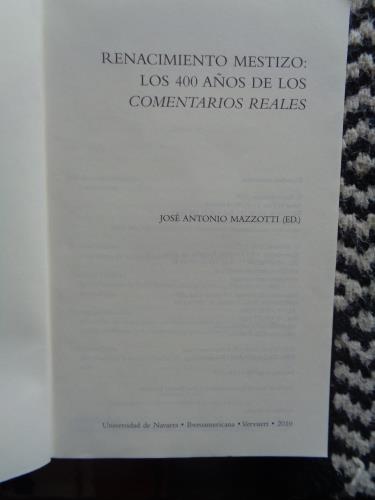 RENACIMIENTO MESTIZO:
LOS 400 AÑOS DE LOS
COMENTARIOS REALES
JOSÉ ANTONIO MAZZOTTI (ED.)
Universidad de Navarra • Iberoamericana • Vervuert • 2010